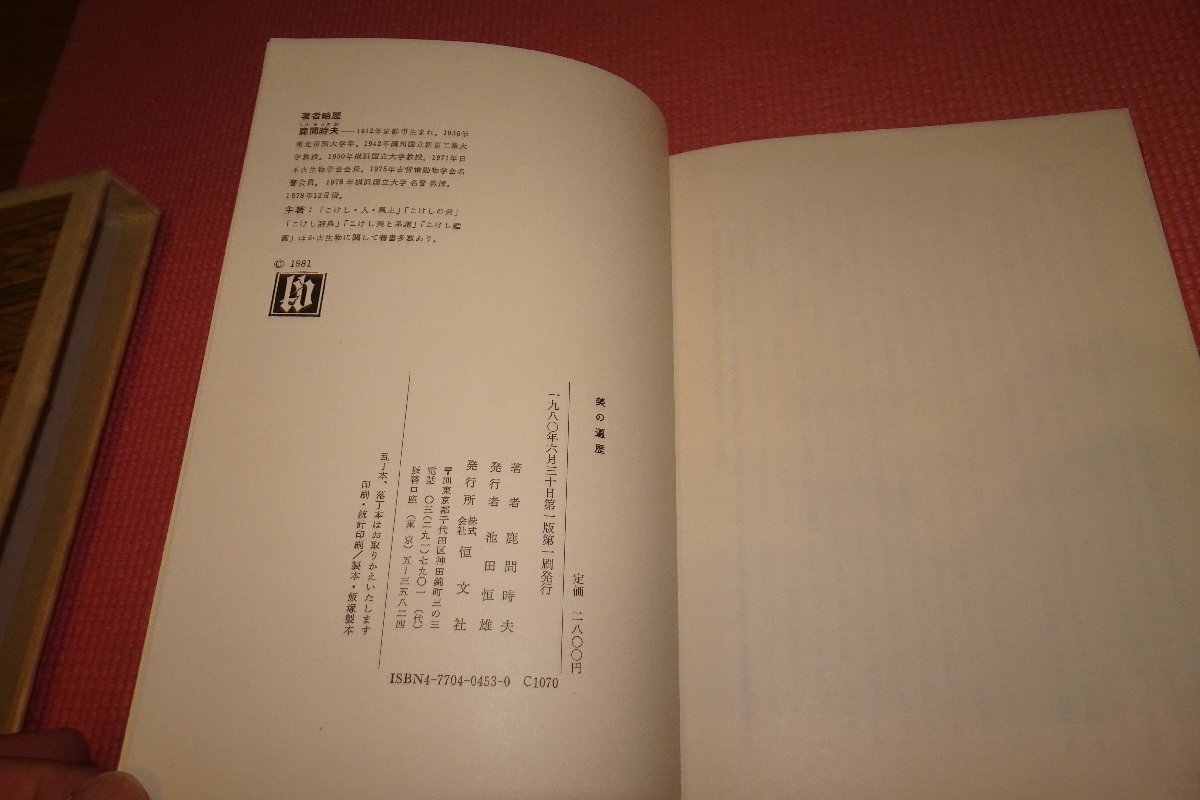 著者略歴
しかまときお
鹿間時夫——1912年京都市生まれ。1936年
東北帝国大学卒。1942年満州国立新京工業大
学教授。1950年横浜国立大学教授。1971年日
本古生物学会会長。1975年古脊椎動物学会名
誉会員。1978年横浜国立大学名誉教授。
1978年12月没。
主著：「こけし・人・風土」「こけしの美」
「こけし辞典」「こけし美と系譜」「こけし鑑
賞」ほか古生物に関して著書多数あり。
© 1981
美の遍歴
定価 二八〇〇円
一九八〇年六月三十日第一版第一刷発行
著者 鹿間時夫
発行者 池田恒雄
発行所 株式会社 恒文社
〒101東京都千代田区神田錦町三の三
電話 〇三(二九一)七九〇一(代)
振替口座 (東京)五―三五八二四
乱丁本、落丁本はお取りかえいたします
印刷・統計印刷/製本・飯塚製本
ISBN4-7704-0453-0 C1070